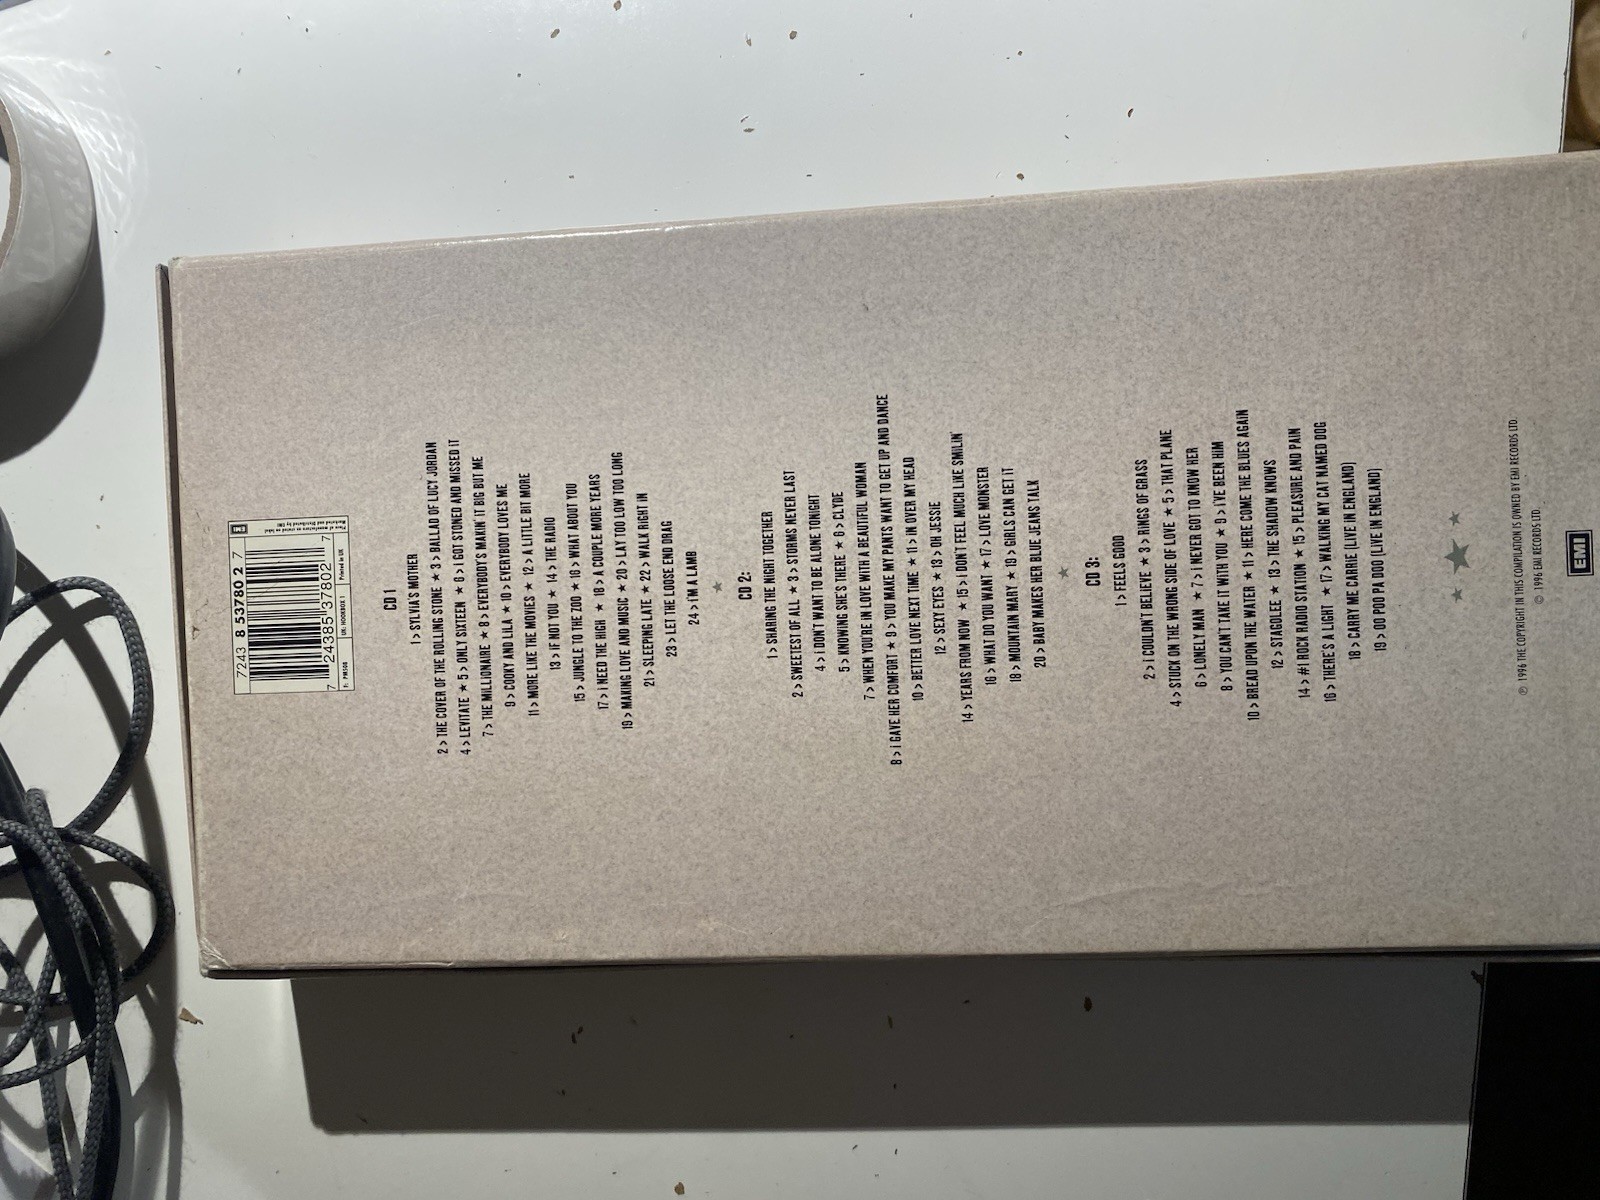 7243 8 53780 2 7
7 24385 37802 7
F: PM 508
UK: HOOKBOX 1
Printed in UK
CD 1
1> SYLVIA'S MOTHER
2> THE COVER OF THE ROLLING STONE ★ 3> BALLAD OF LUCY JORDAN
4> LEVITATE ★ 5> ONLY SIXTEEN ★ 6> I GOT STONED AND MISSED IT
7> THE MILLIONAIRE ★ 8> EVERYBODY'S MAKIN' IT BIG BUT ME
9> COOKY AND LILA ★ 10> EVERYBODY LOVES ME
11> MORE LIKE THE MOVIES ★ 12> A LITTLE BIT MORE
13> IF NOT YOU ★ 14> THE RADIO
15> JUNGLE TO THE ZOO ★ 16> WHAT ABOUT YOU
17> I NEED THE HIGH ★ 18> A COUPLE MORE YEARS
19> MAKING LOVE AND MUSIC ★ 20> LAY TOO LOW TOO LONG
21> SLEEPING LATE ★ 22> WALK RIGHT IN
23> LET THE LOOSE END DRAG
24> I'M A LAMB
★
CD 2:
1> SHARING THE NIGHT TOGETHER
2> SWEETEST OF ALL ★ 3> STORMS NEVER LAST
4> I DON'T WANT TO BE ALONE TONIGHT
5> KNOWING SHE'S THERE ★ 6> CLYDE
7> WHEN YOU'RE IN LOVE WITH A BEAUTIFUL WOMAN
8> I GAVE HER COMFORT ★ 9> YOU MAKE MY PANTS WANT TO GET UP AND DANCE
10> BETTER LOVE NEXT TIME ★ 11> IN OVER MY HEAD
12> SEXY EYES ★ 13> OH JESSIE
14> YEARS FROM NOW ★ 15> I DON'T FEEL MUCH LIKE SMILIN'
16> WHAT DO YOU WANT ★ 17> LOVE MONSTER
18> MOUNTAIN MARY ★ 19> GIRLS CAN GET IT
20> BABY MAKES HER BLUE JEANS TALK
★
CD 3:
1> FEELS GOOD
2> I COULDN'T BELIEVE ★ 3> RINGS OF GRASS
4> STUCK ON THE WRONG SIDE OF LOVE ★ 5> THAT PLANE
6> LONELY MAN ★ 7> I NEVER GOT TO KNOW HER
8> YOU CAN'T TAKE IT WITH YOU ★ 9> I'VE BEEN HIM
10> BREAD UPON THE WATER ★ 11> HERE COME THE BLUES AGAIN
12> STAGOLEE ★ 13> THE SHADOW KNOWS
14> #1 ROCK RADIO STATION ★ 15> PLEASURE AND PAIN
16> THERE'S A LIGHT ★ 17> WALKING MY CAT NAMED DOG
18> CARRY ME CARRIE (LIVE IN ENGLAND)
19> OO POO PA DOO (LIVE IN ENGLAND)
★ ★ ★
℗ 1996 THE COPYRIGHT IN THIS COMPILATION IS OWNED BY EMI RECORDS LTD.
© 1996 EMI RECORDS LTD.
EMI